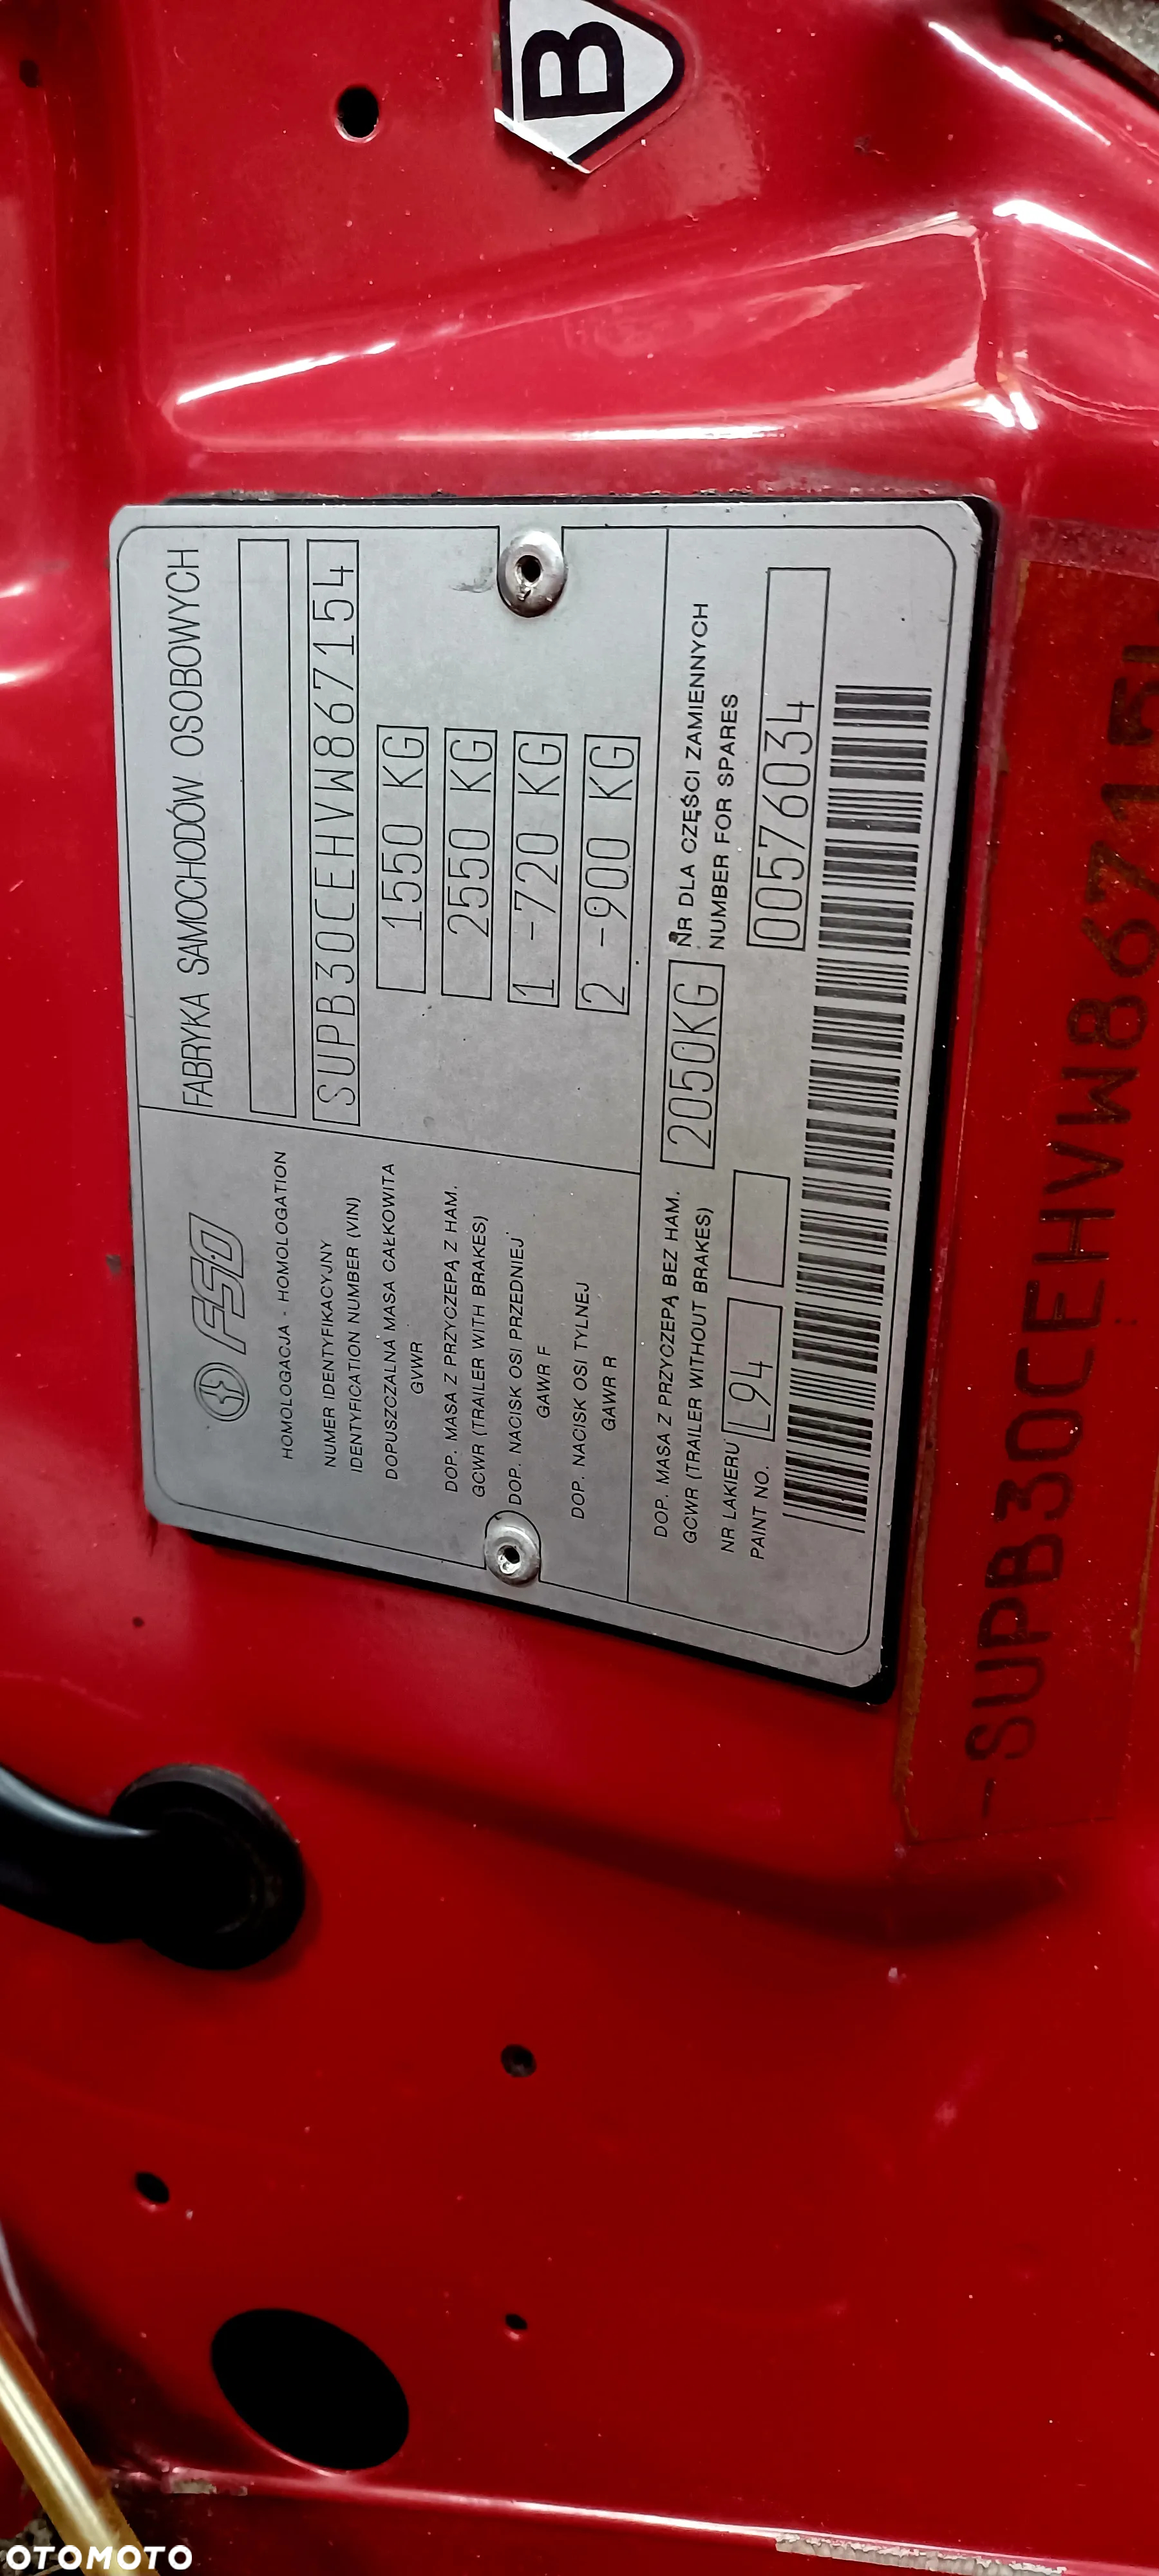 B
FSO
FABRYKA SAMOCHODÓW OSOBOWYCH
HOMOLOGACJA - HOMOLOGATION
NUMER IDENTYFIKACYJNY
IDENTYFICATION NUMBER (VIN)
SUPB30CEHVW867154
DOPUSZCZALNA MASA CAŁKOWITA
GVWR
1550 KG
DOP. MASA Z PRZYCZEPĄ Z HAM.
GCWR (TRAILER WITH BRAKES)
2550 KG
DOP. NACISK OSI PRZEDNIEJ
GAWR F
1 -720 KG
DOP. NACISK OSI TYLNEJ
GAWR R
2 -900 KG
DOP. MASA Z PRZYCZEPĄ BEZ HAM.
GCWR (TRAILER WITHOUT BRAKES)
2050KG
NR DLA CZĘŚCI ZAMIENNYCH
NUMBER FOR SPARES
NR LAKIERU
PAINT NO.
L94
00576034
-SUPB30CEHVW86715
OTOMOTO